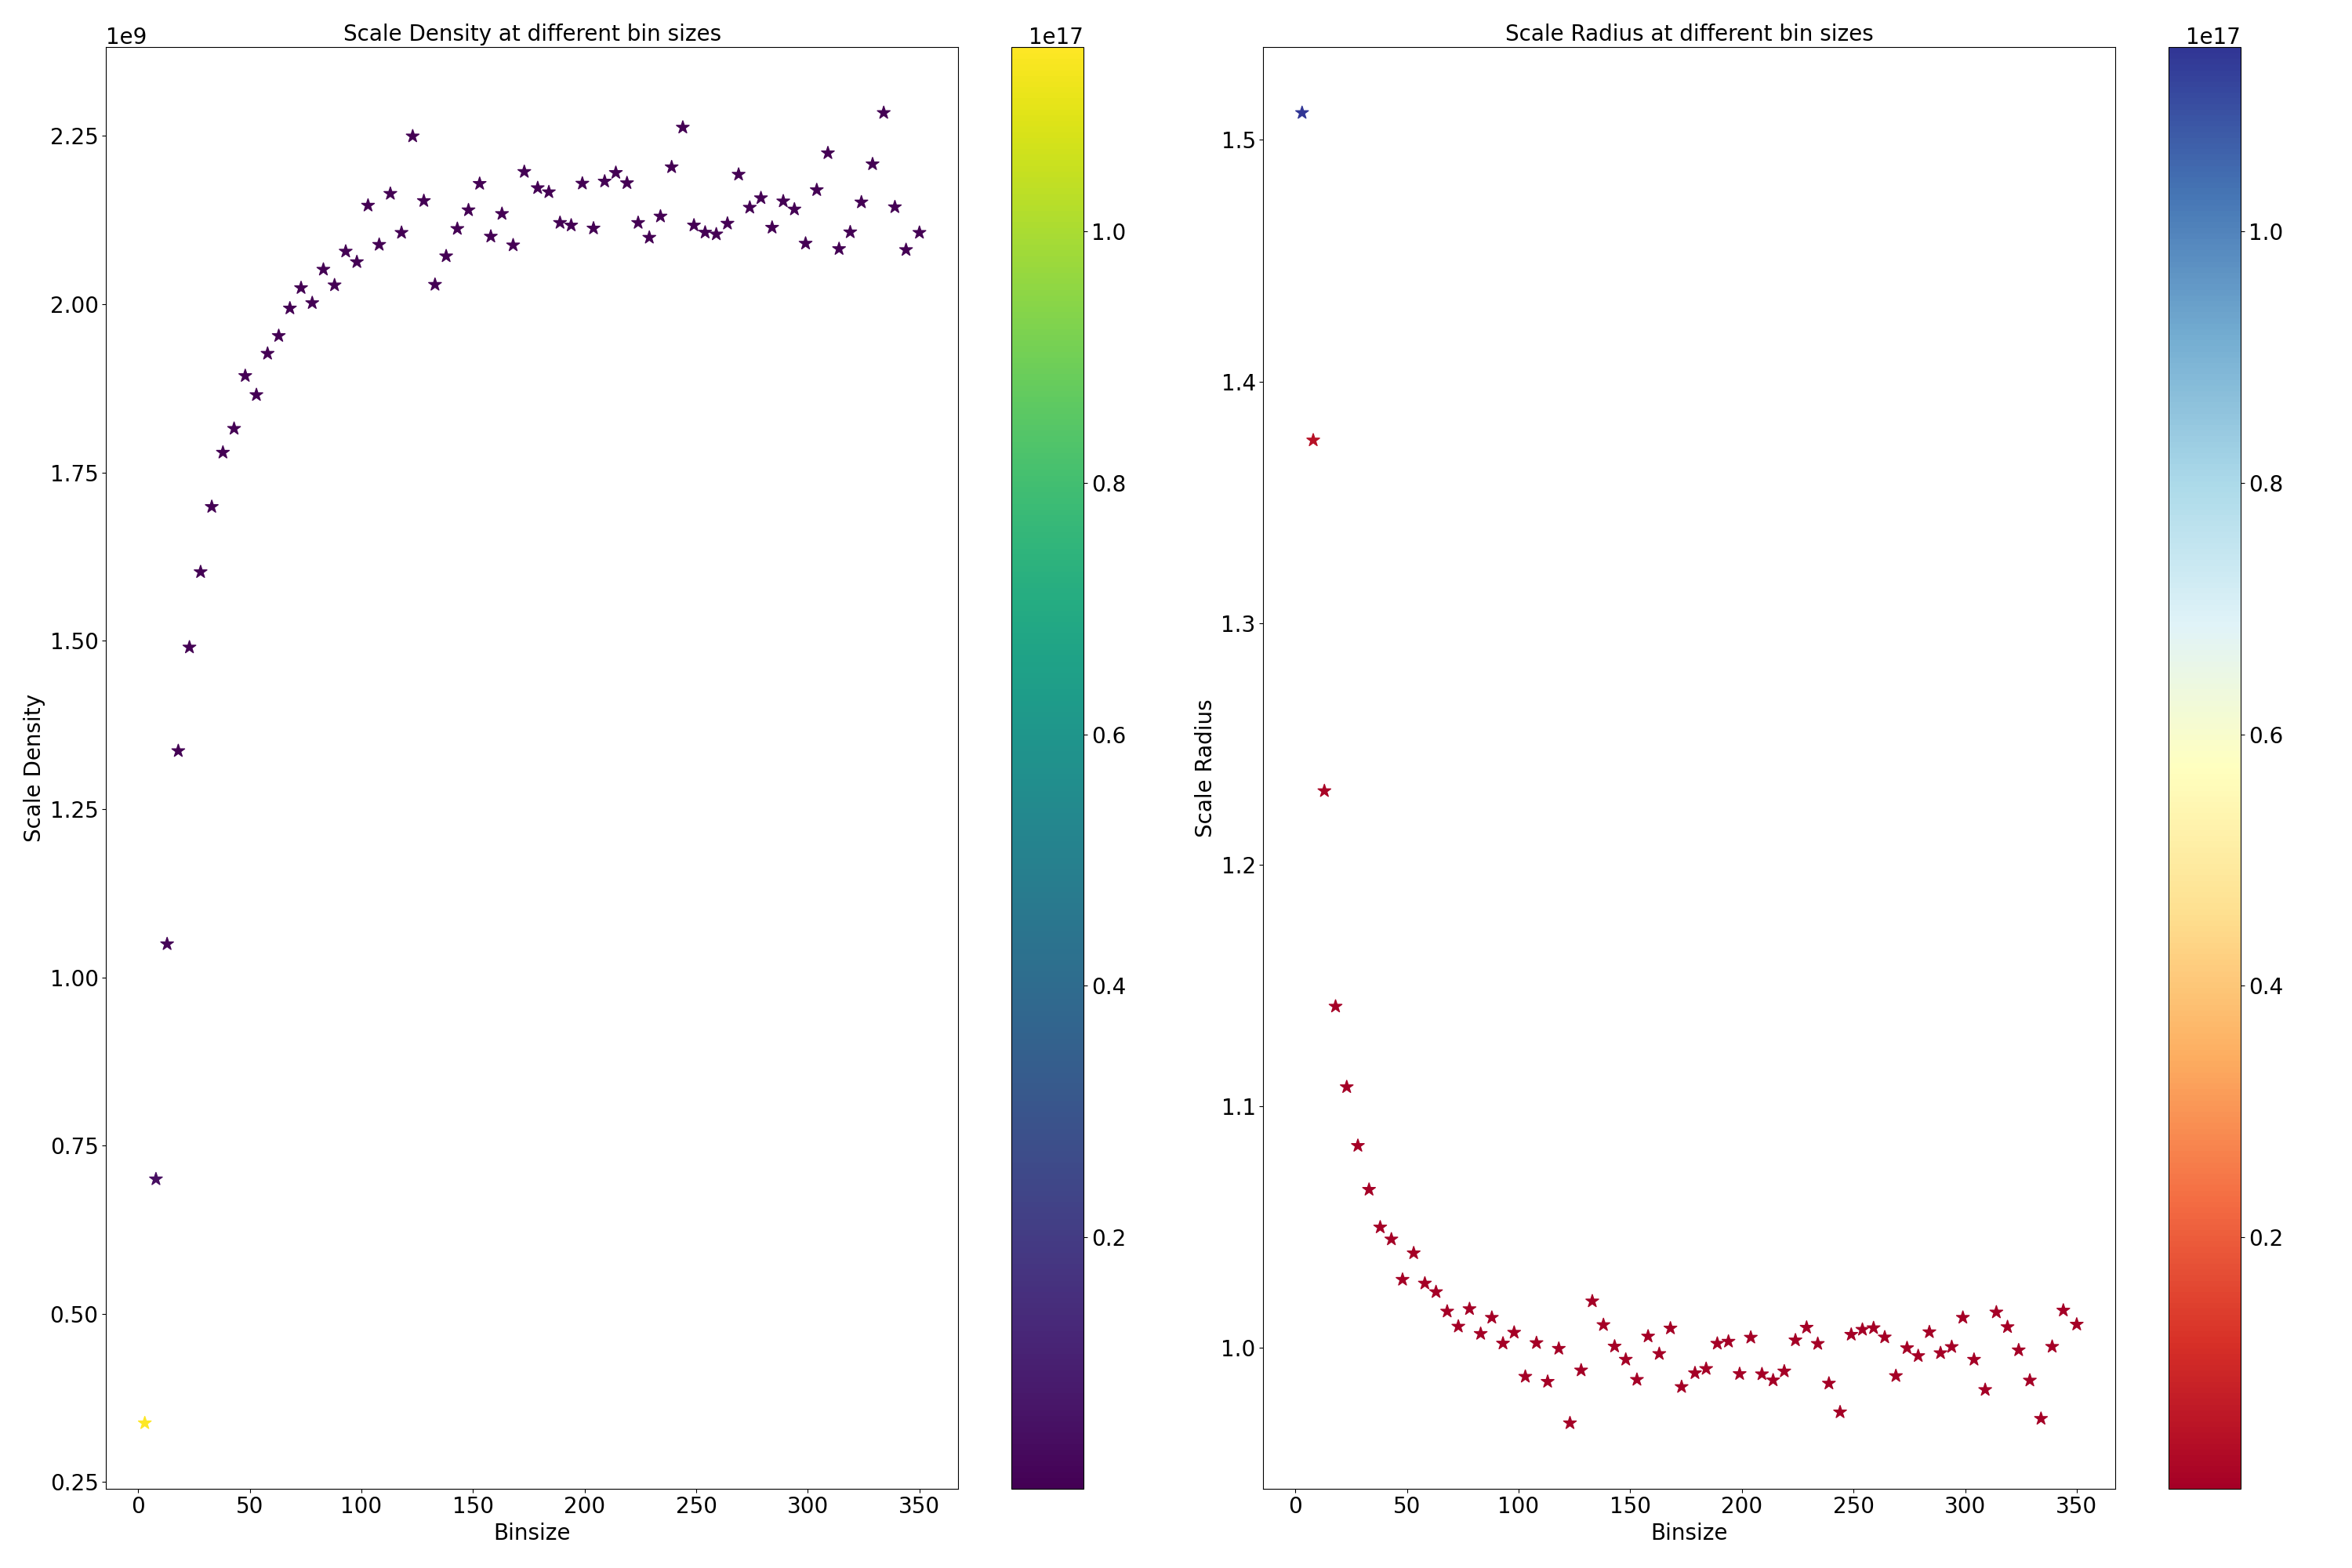 Scale Density at different bin sizes
1e9
2.25
2.00
1.75
1.50
1.25
1.00
0.75
0.50
0.25
Scale Density
0 50 100 150 200 250 300 350
Binsize
1e17
1.0
0.8
0.6
0.4
0.2
Scale Radius at different bin sizes
1.5
1.4
1.3
1.2
1.1
1.0
Scale Radius
0 50 100 150 200 250 300 350
Binsize
1e17
1.0
0.8
0.6
0.4
0.2